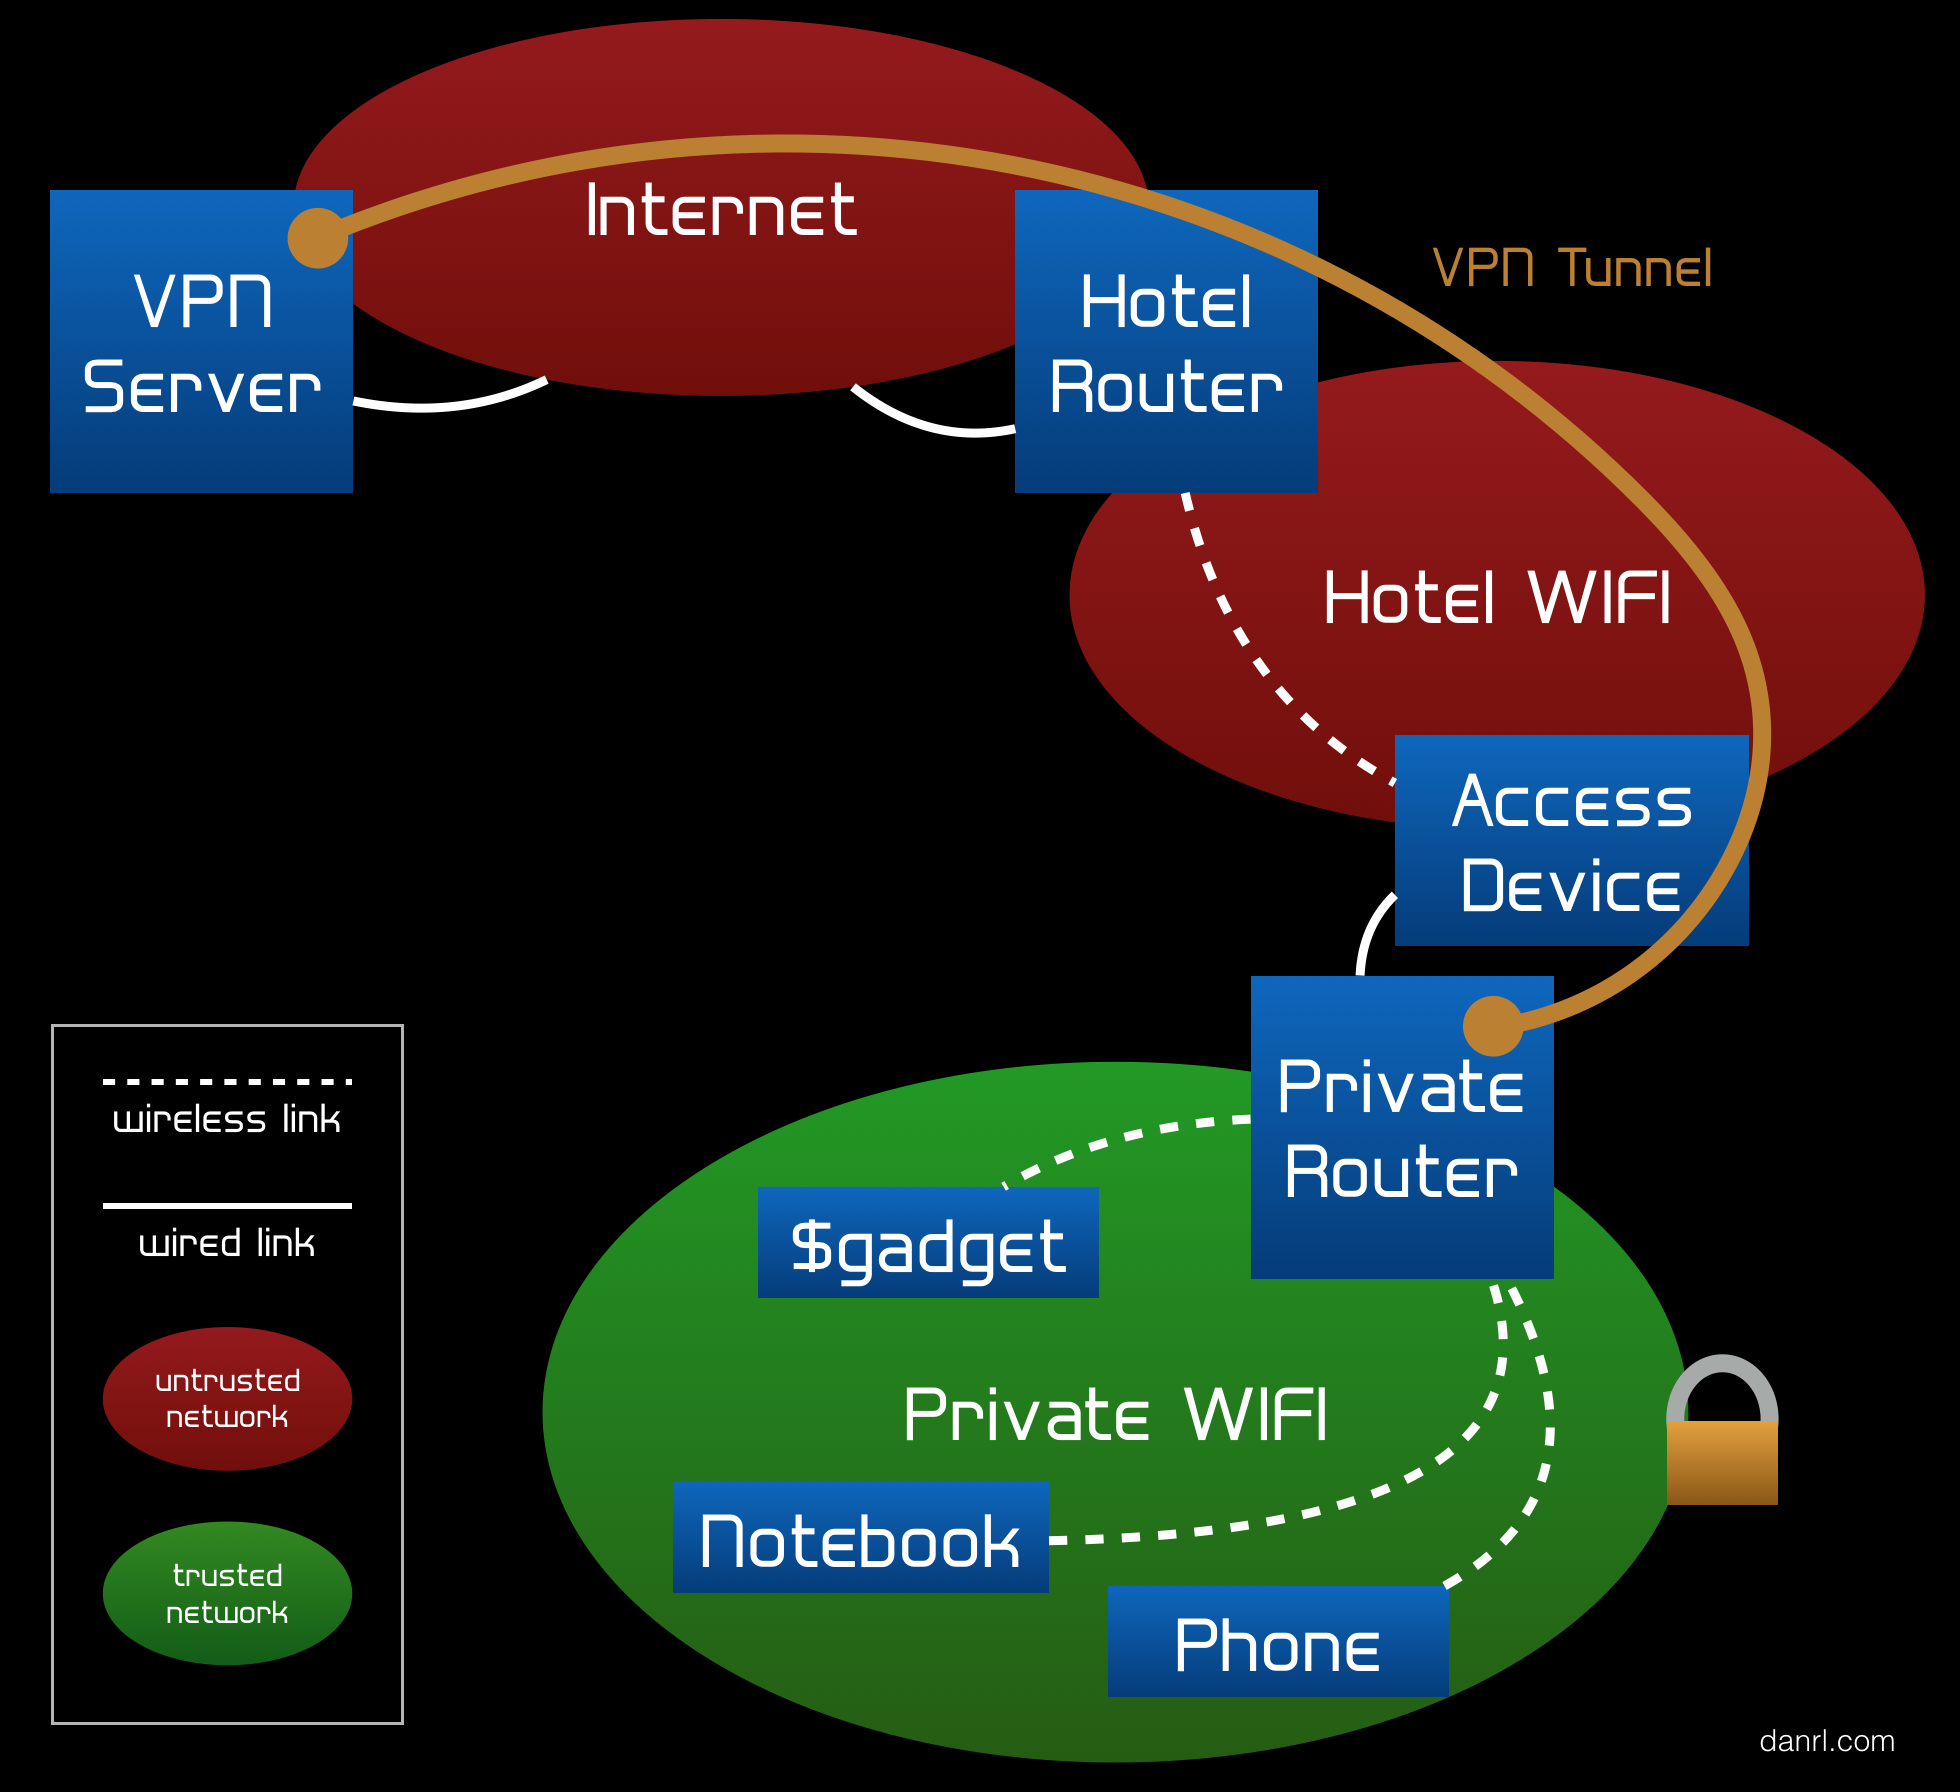 Internet
VPN
Server
Hotel
Router
VPN Tunnel
Hotel WIFI
Access
Device
Private
Router
$gadget
Private WIFI
Notebook
Phone
wireless link
wired link
untrusted
network
trusted
network
danrl.com